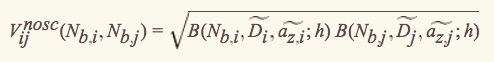 V_{ij}^{nosc}(N_{b,i}, N_{b,j}) = \sqrt{B(N_{b,i}, \widetilde{D_i}, \widetilde{a_{z,i}}; h) B(N_{b,j}, \widetilde{D_j}, \widetilde{a_{z,j}}; h)}